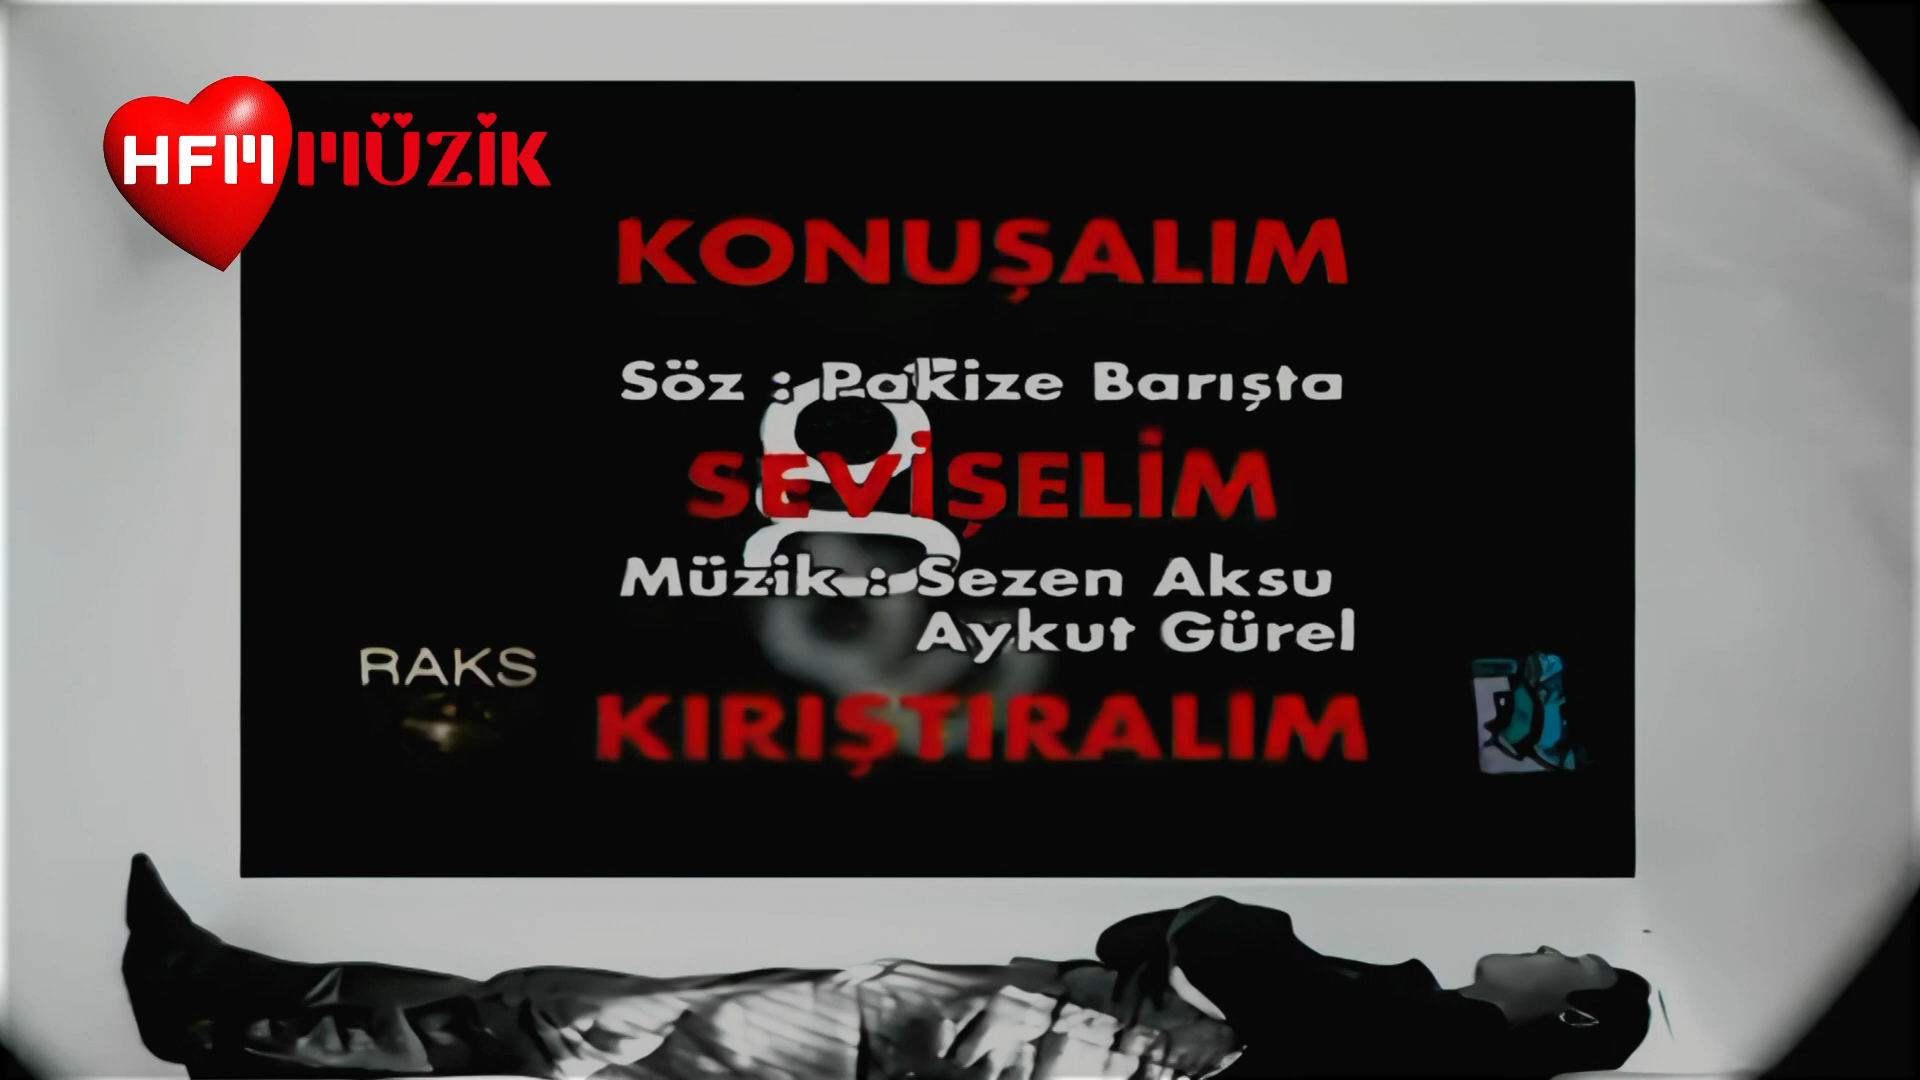 HFM MÜZİK
KONUŞALIM
Söz : Pakize Barışta
SEVİŞELİM
Müzik : Sezen Aksu
Aykut Gürel
RAKS
KIRIŞTIRALIM